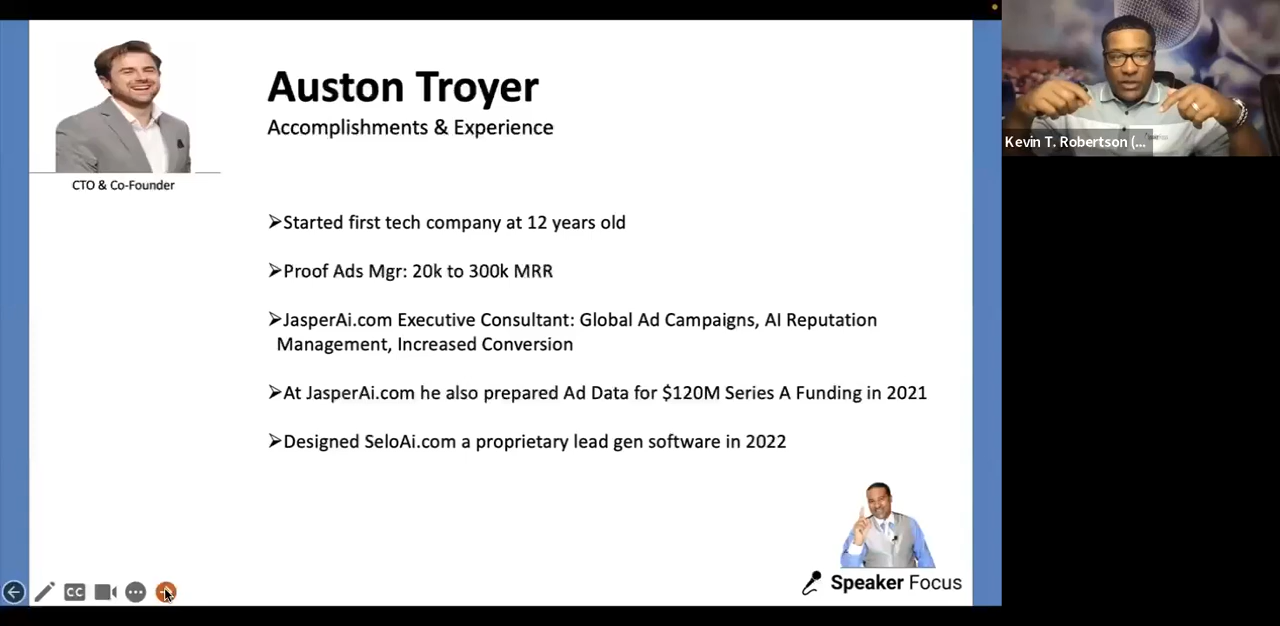 Auston Troyer
Accomplishments & Experience
CTO & Co-Founder
➢Started first tech company at 12 years old
➢Proof Ads Mgr: 20k to 300k MRR
➢JasperAi.com Executive Consultant: Global Ad Campaigns, AI Reputation
Management, Increased Conversion
➢At JasperAi.com he also prepared Ad Data for $120M Series A Funding in 2021
➢Designed SeloAi.com a proprietary lead gen software in 2022
Speaker Focus
CC
Kevin T. Robertson (...